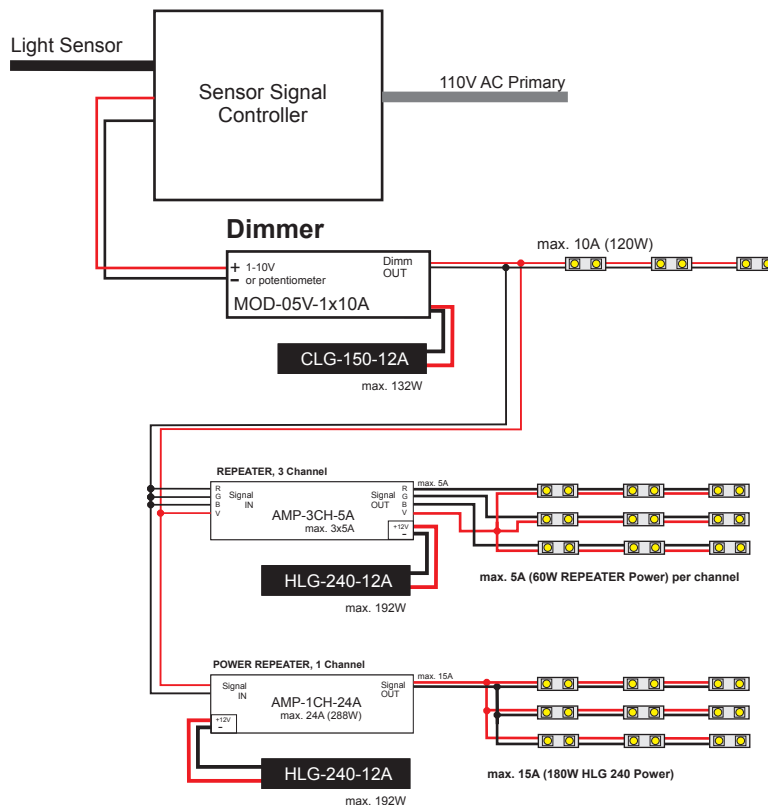 Light Sensor
Sensor Signal
Controller
110V AC Primary
Dimmer
+ 1-10V
- or potentiometer
Dimm
OUT
MOD-05V-1x10A
max. 10A (120W)
CLG-150-12A
max. 132W
REPEATER, 3 Channel
R
G
B
V
Signal
IN
AMP-3CH-5A
max. 3x5A
Signal
OUT
R
G
B
V
+12V
-
max. 5A
HLG-240-12A
max. 192W
max. 5A (60W REPEATER Power) per channel
POWER REPEATER, 1 Channel
Signal
IN
AMP-1CH-24A
max. 24A (288W)
Signal
OUT
+12V
-
max. 15A
HLG-240-12A
max. 192W
max. 15A (180W HLG 240 Power)